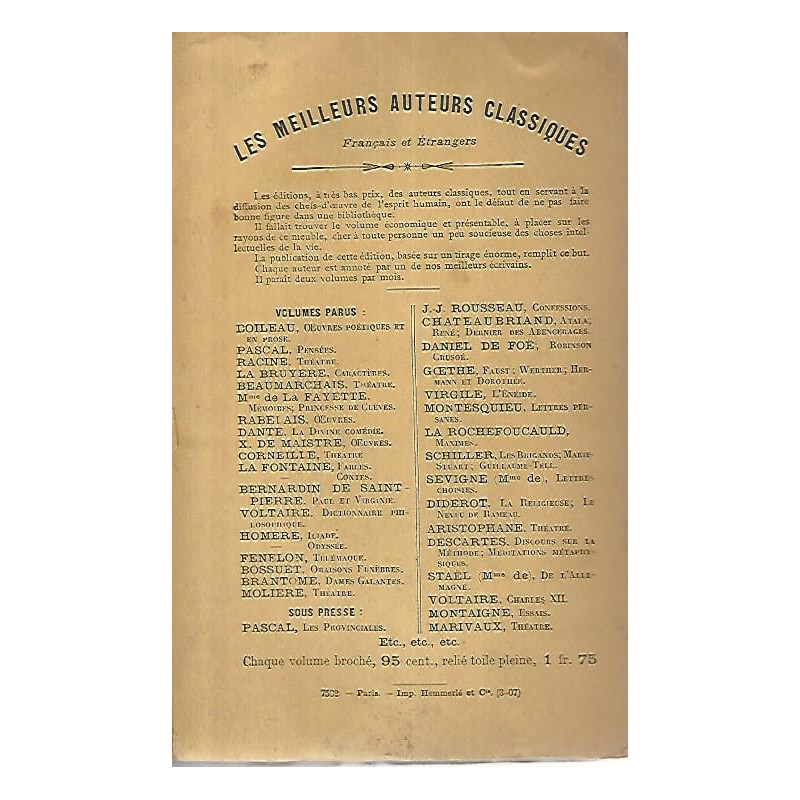 LES MEILLEURS AUTEURS CLASSIQUES
Français et Étrangers
Les éditions, à très bas prix, des auteurs classiques, tout en servant à la
diffusion des chefs-d'œuvre de l'esprit humain, ont le défaut de ne pas faire
bonne figure dans une bibliothèque.
Il fallait trouver le volume économique et présentable, à placer sur les
rayons de ce meuble, cher à toute personne un peu soucieuse des choses intel-
lectuelles de la vie.
La publication de cette édition, basée sur un tirage énorme, remplit ce but.
Chaque auteur est annoté par un de nos meilleurs écrivains.
Il paraît deux volumes par mois.
VOLUMES PARUS :
BOILEAU, ŒUVRES POÉTIQUES ET
EN PROSE.
PASCAL, PENSÉES.
RACINE, THÉATRE.
LA BRUYERE, CARACTÈRES.
BEAUMARCHAIS, THÉATRE.
Mme de LA FAYETTE,
MÉMOIRES; PRINCESSE DE CLÈVES.
RABELAIS, ŒUVRES.
DANTE, LA DIVINE COMÉDIE.
X. DE MAISTRE, ŒUVRES.
CORNEILLE, THÉATRE
LA FONTAINE, FABLES.
— CONTES.
BERNARDIN DE SAINT-
PIERRE, PAUL ET VIRGINIE.
VOLTAIRE, DICTIONNAIRE PHI-
LOSOPHIQUE.
HOMERE, ILIADE.
— ODYSSÉE.
FENELON, TÉLÉMAQUE.
BOSSUET, ORAISONS FUNÈBRES.
BRANTOME, DAMES GALANTES.
MOLIERE, THÉATRE.
SOUS PRESSE :
PASCAL, LES PROVINCIALES.
J.-J. ROUSSEAU, CONFESSIONS.
CHATEAUBRIAND, ATALA;
RENÉ; DERNIER DES ABENCERAGES
DANIEL DE FOÉ, ROBINSON
CRUSOÉ.
GŒTHE, FAUST; WERTHER; HER-
MANN ET DOROTHÉE.
VIRGILE, L'ÉNÉIDE.
MONTESQUIEU, LETTRES PER-
SANES.
LA ROCHEFOUCAULD,
MAXIMES.
SCHILLER, LES BRIGANDS; MARIE-
STUART; GUILLAUME-TELL.
SEVIGNE (Mme de), LETTRES
CHOISIES.
DIDEROT, LA RELIGIEUSE; LE
NEVEU DE RAMEAU.
ARISTOPHANE, THÉATRE.
DESCARTES, DISCOURS SUR LA
MÉTHODE; MÉDITATIONS MÉTAPHY-
SIQUES.
STAEL (Mme de), DE L'ALLE-
MAGNE.
VOLTAIRE, CHARLES XII.
MONTAIGNE, ESSAIS.
MARIVAUX, THÉATRE.
Etc., etc., etc.
Chaque volume broché, 95 cent., relié toile pleine, 1 fr. 75
7502 — Paris. — Imp. Hemmerlé et Cie. (3-07)